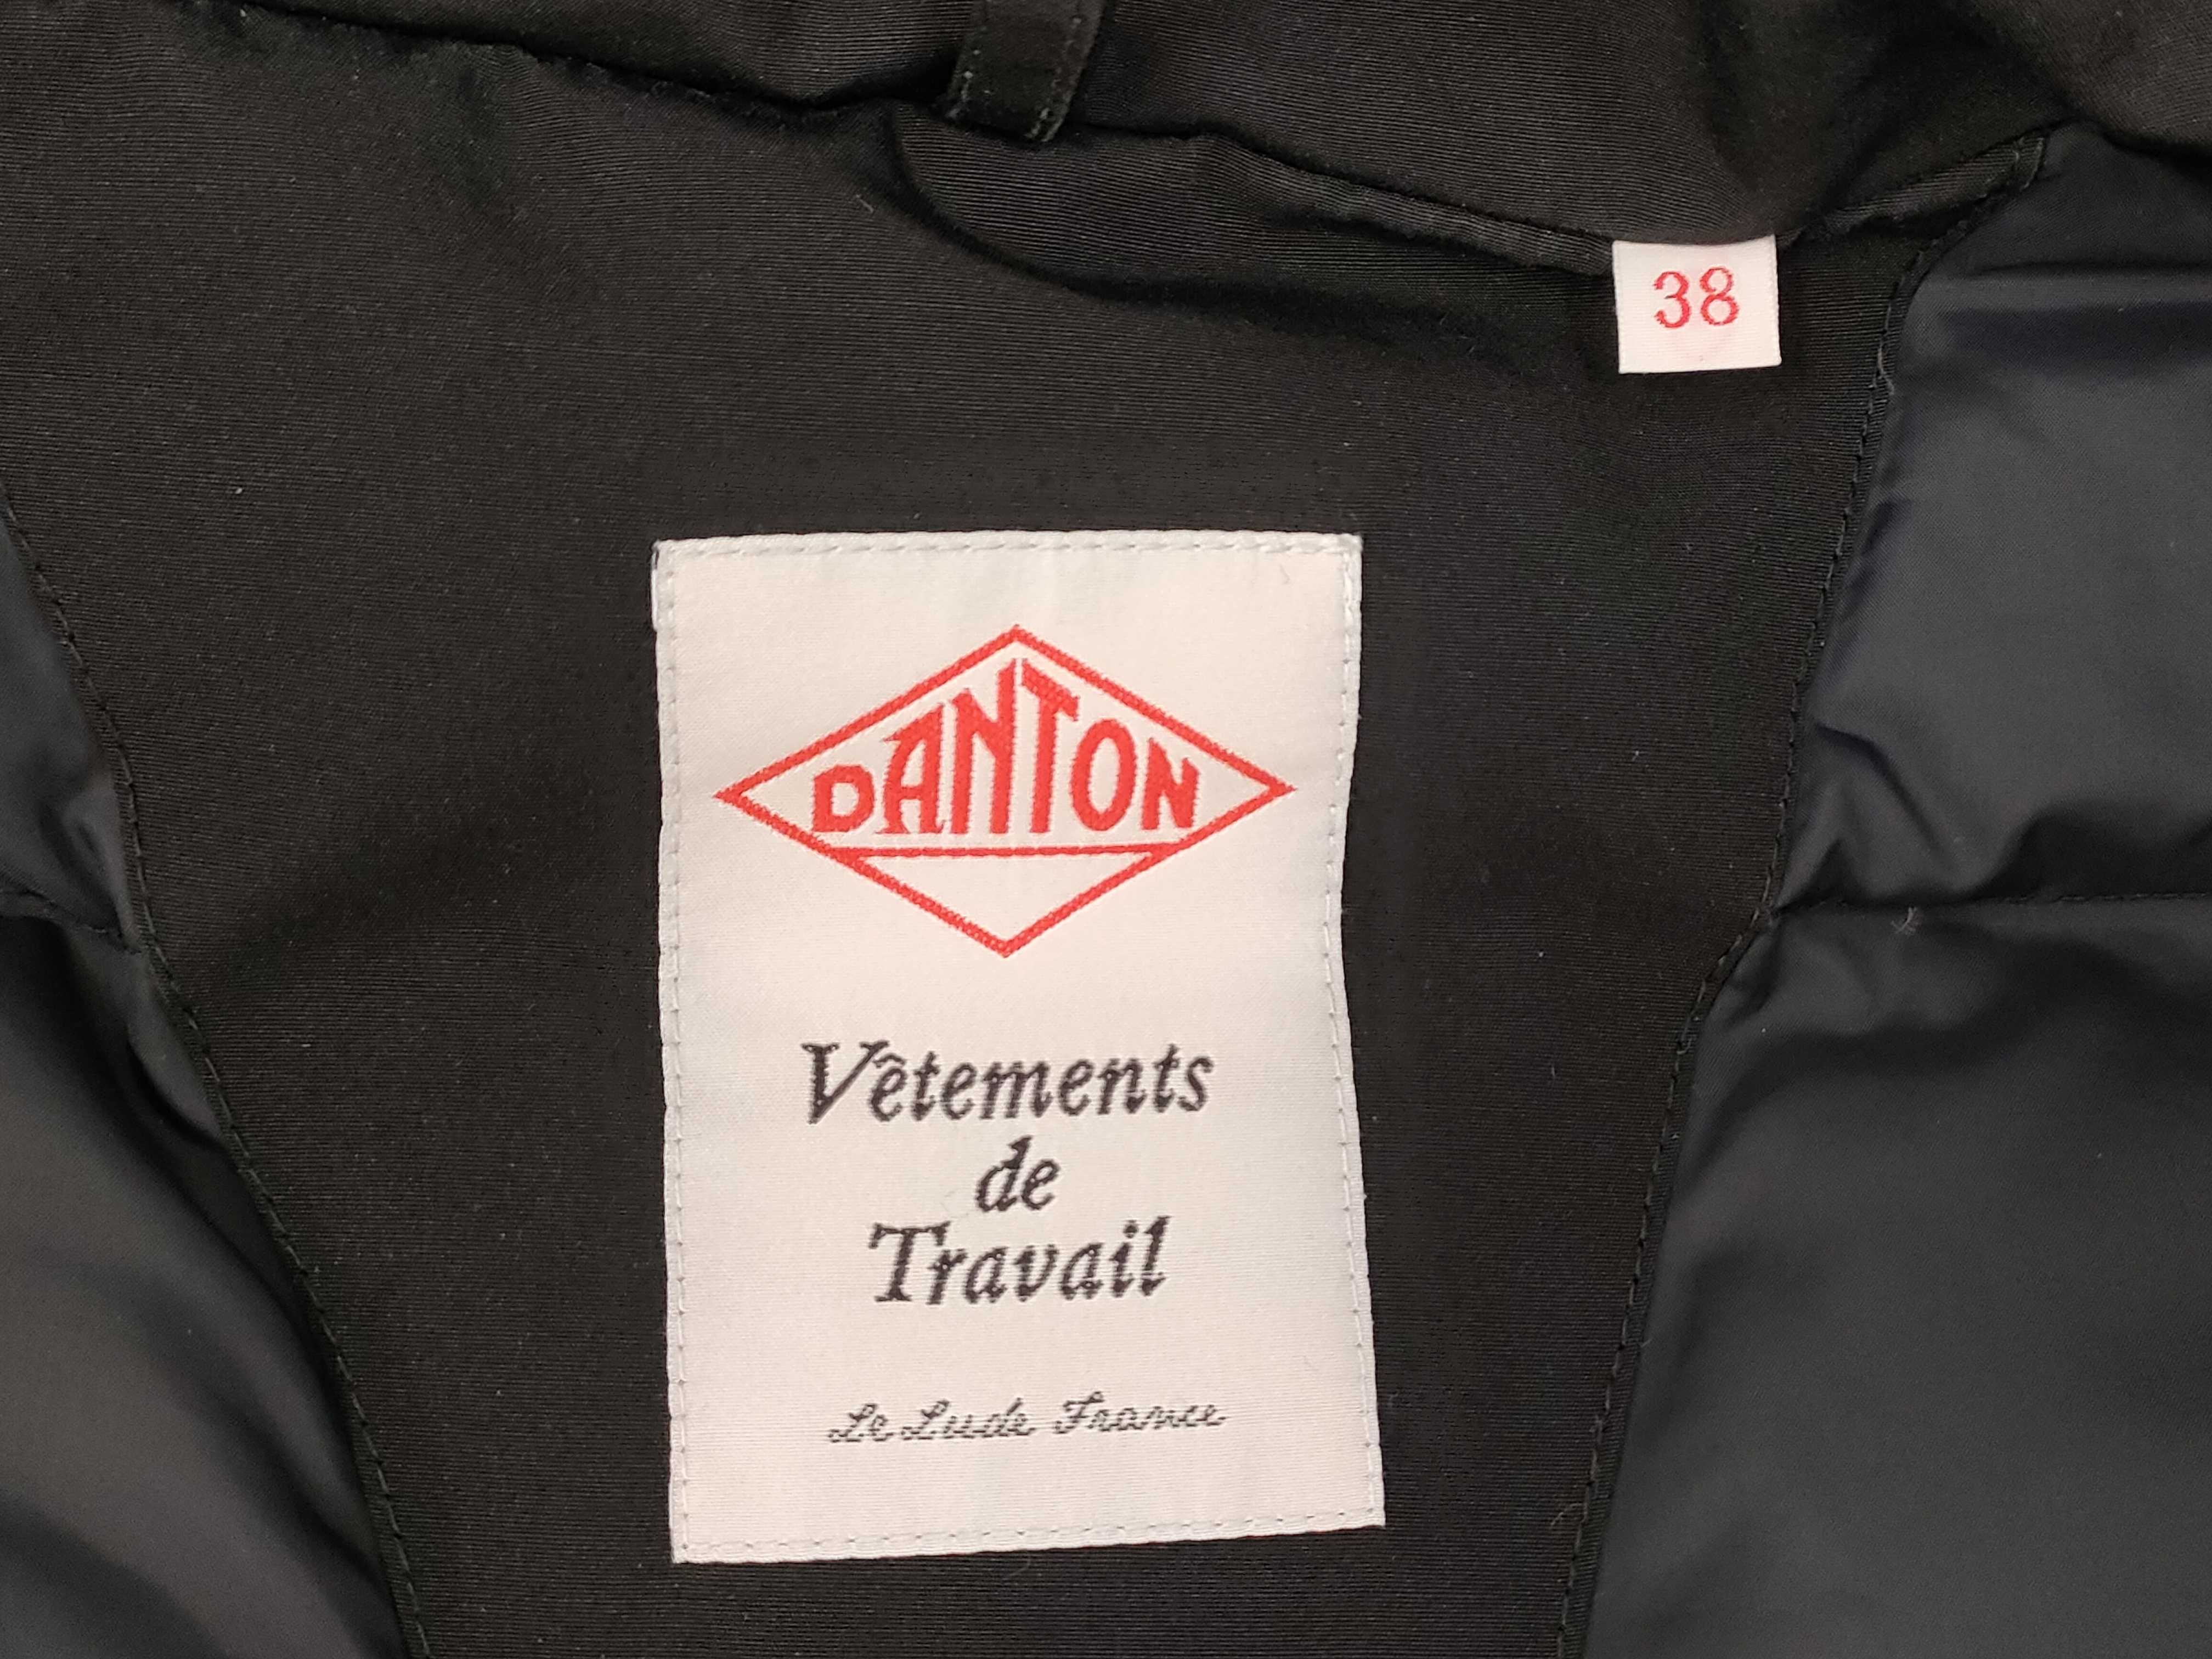 38
DANTON
Vêtements
de
Travail
Le Lude France